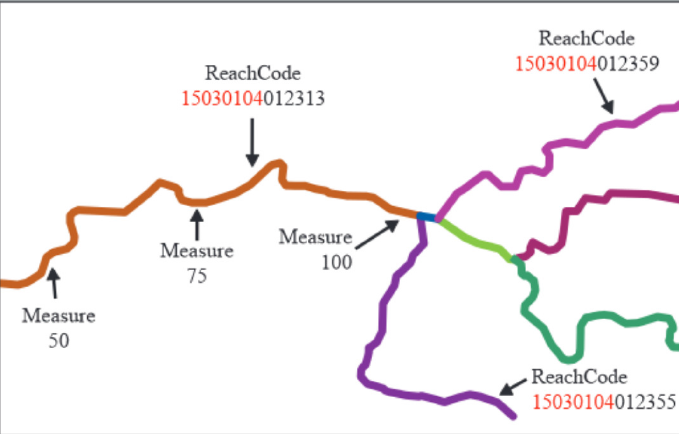 ReachCode
15030104012359
ReachCode
15030104012313
Measure
75
Measure
100
Measure
50
ReachCode
15030104012355